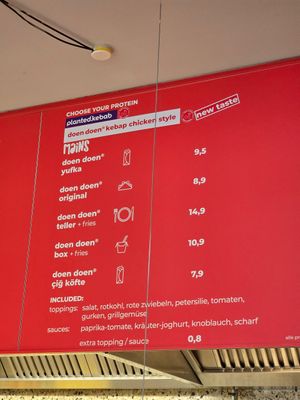 CHOOSE YOUR PROTEIN
planted.kebab
doen doen® kebap chicken style new taste
MAINS
doen doen® yufka 9,5
doen doen® original 8,9
doen doen® teller + fries 14,9
doen doen® box + fries 10,9
doen doen® çiğ köfte 7,9
INCLUDED:
toppings: salat, rotkohl, rote zwiebeln, petersilie, tomaten,
gurken, grillgemüse
sauces: paprika-tomate, kräuter-joghurt, knoblauch, scharf
extra topping / sauce 0,8